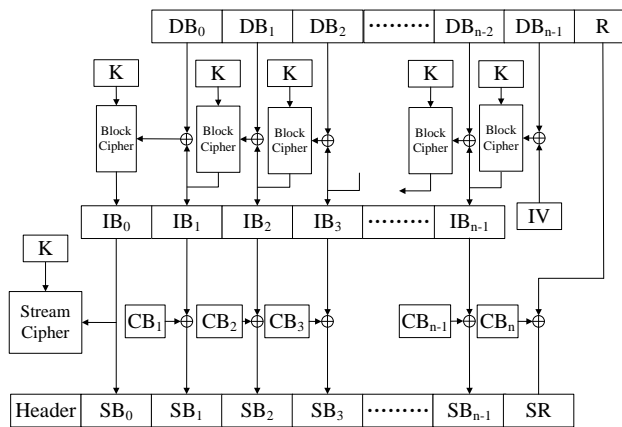 DB₀ DB₁ DB₂ ⋯⋯⋯ DBₙ₋₂ DBₙ₋₁ R
K K K K K
Block Cipher Block Cipher Block Cipher Block Cipher Block Cipher
IB₀ IB₁ IB₂ IB₃ ⋯⋯⋯ IBₙ₋₁ IV
K
Stream Cipher CB₁ CB₂ CB₃ CBₙ₋₁ CBₙ
Header SB₀ SB₁ SB₂ SB₃ ⋯⋯⋯ SBₙ₋₁ SR